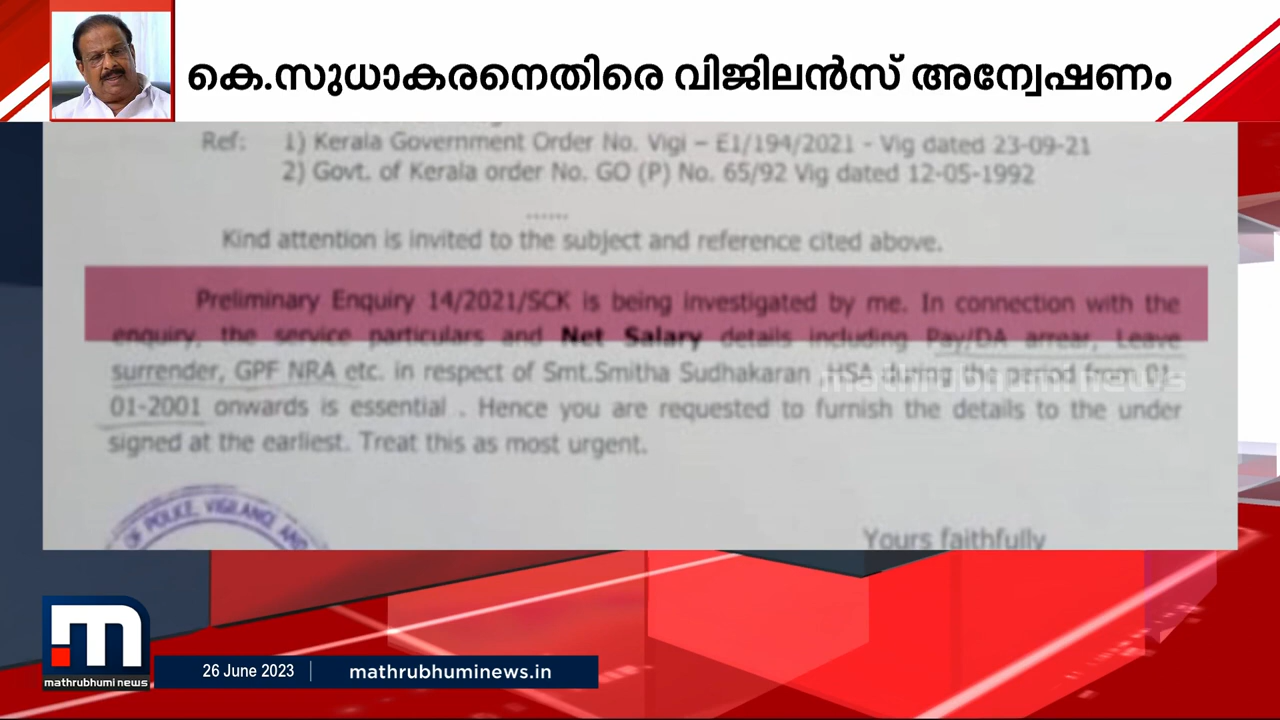 കെ.സുധാകരനെതിരെ വിജിലൻസ് അന്വേഷണം
Ref: 1) Kerala Government Order No. Vigi – E1/194/2021 - Vig dated 23-09-21
2) Govt. of Kerala order No. GO (P) No. 65/92 Vig dated 12-05-1992
......
Kind attention is invited to the subject and reference cited above.
Preliminary Enquiry 14/2021/SCK is being investigated by me. In connection with the
enquiry, the service particulars and Net Salary details including Pay/DA arrear, Leave
surrender, GPF NRA etc. in respect of Smt.Smitha Sudhakaran ,HSA during the period from 01-
mathrubhumi news
01-2001 onwards is essential . Hence you are requested to furnish the details to the under
signed at the earliest. Treat this as most urgent.
OF POLICE, VIGILANCE AND
Yours faithfully
mathrubhumi news
26 June 2023 mathrubhuminews.in